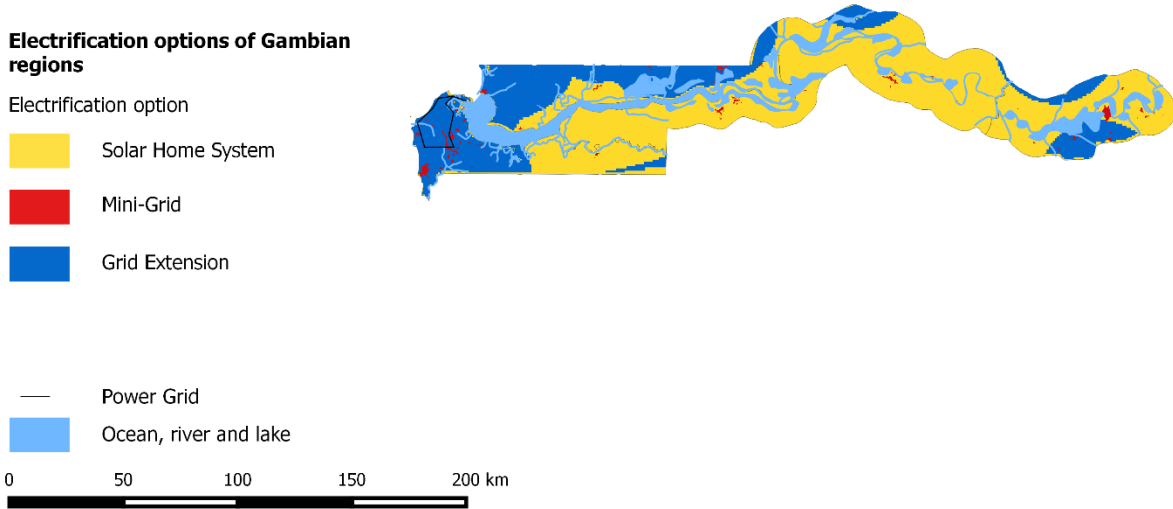 Electrification options of Gambian
regions
Electrification option
Solar Home System
Mini-Grid
Grid Extension
Power Grid
Ocean, river and lake
0 50 100 150 200 km